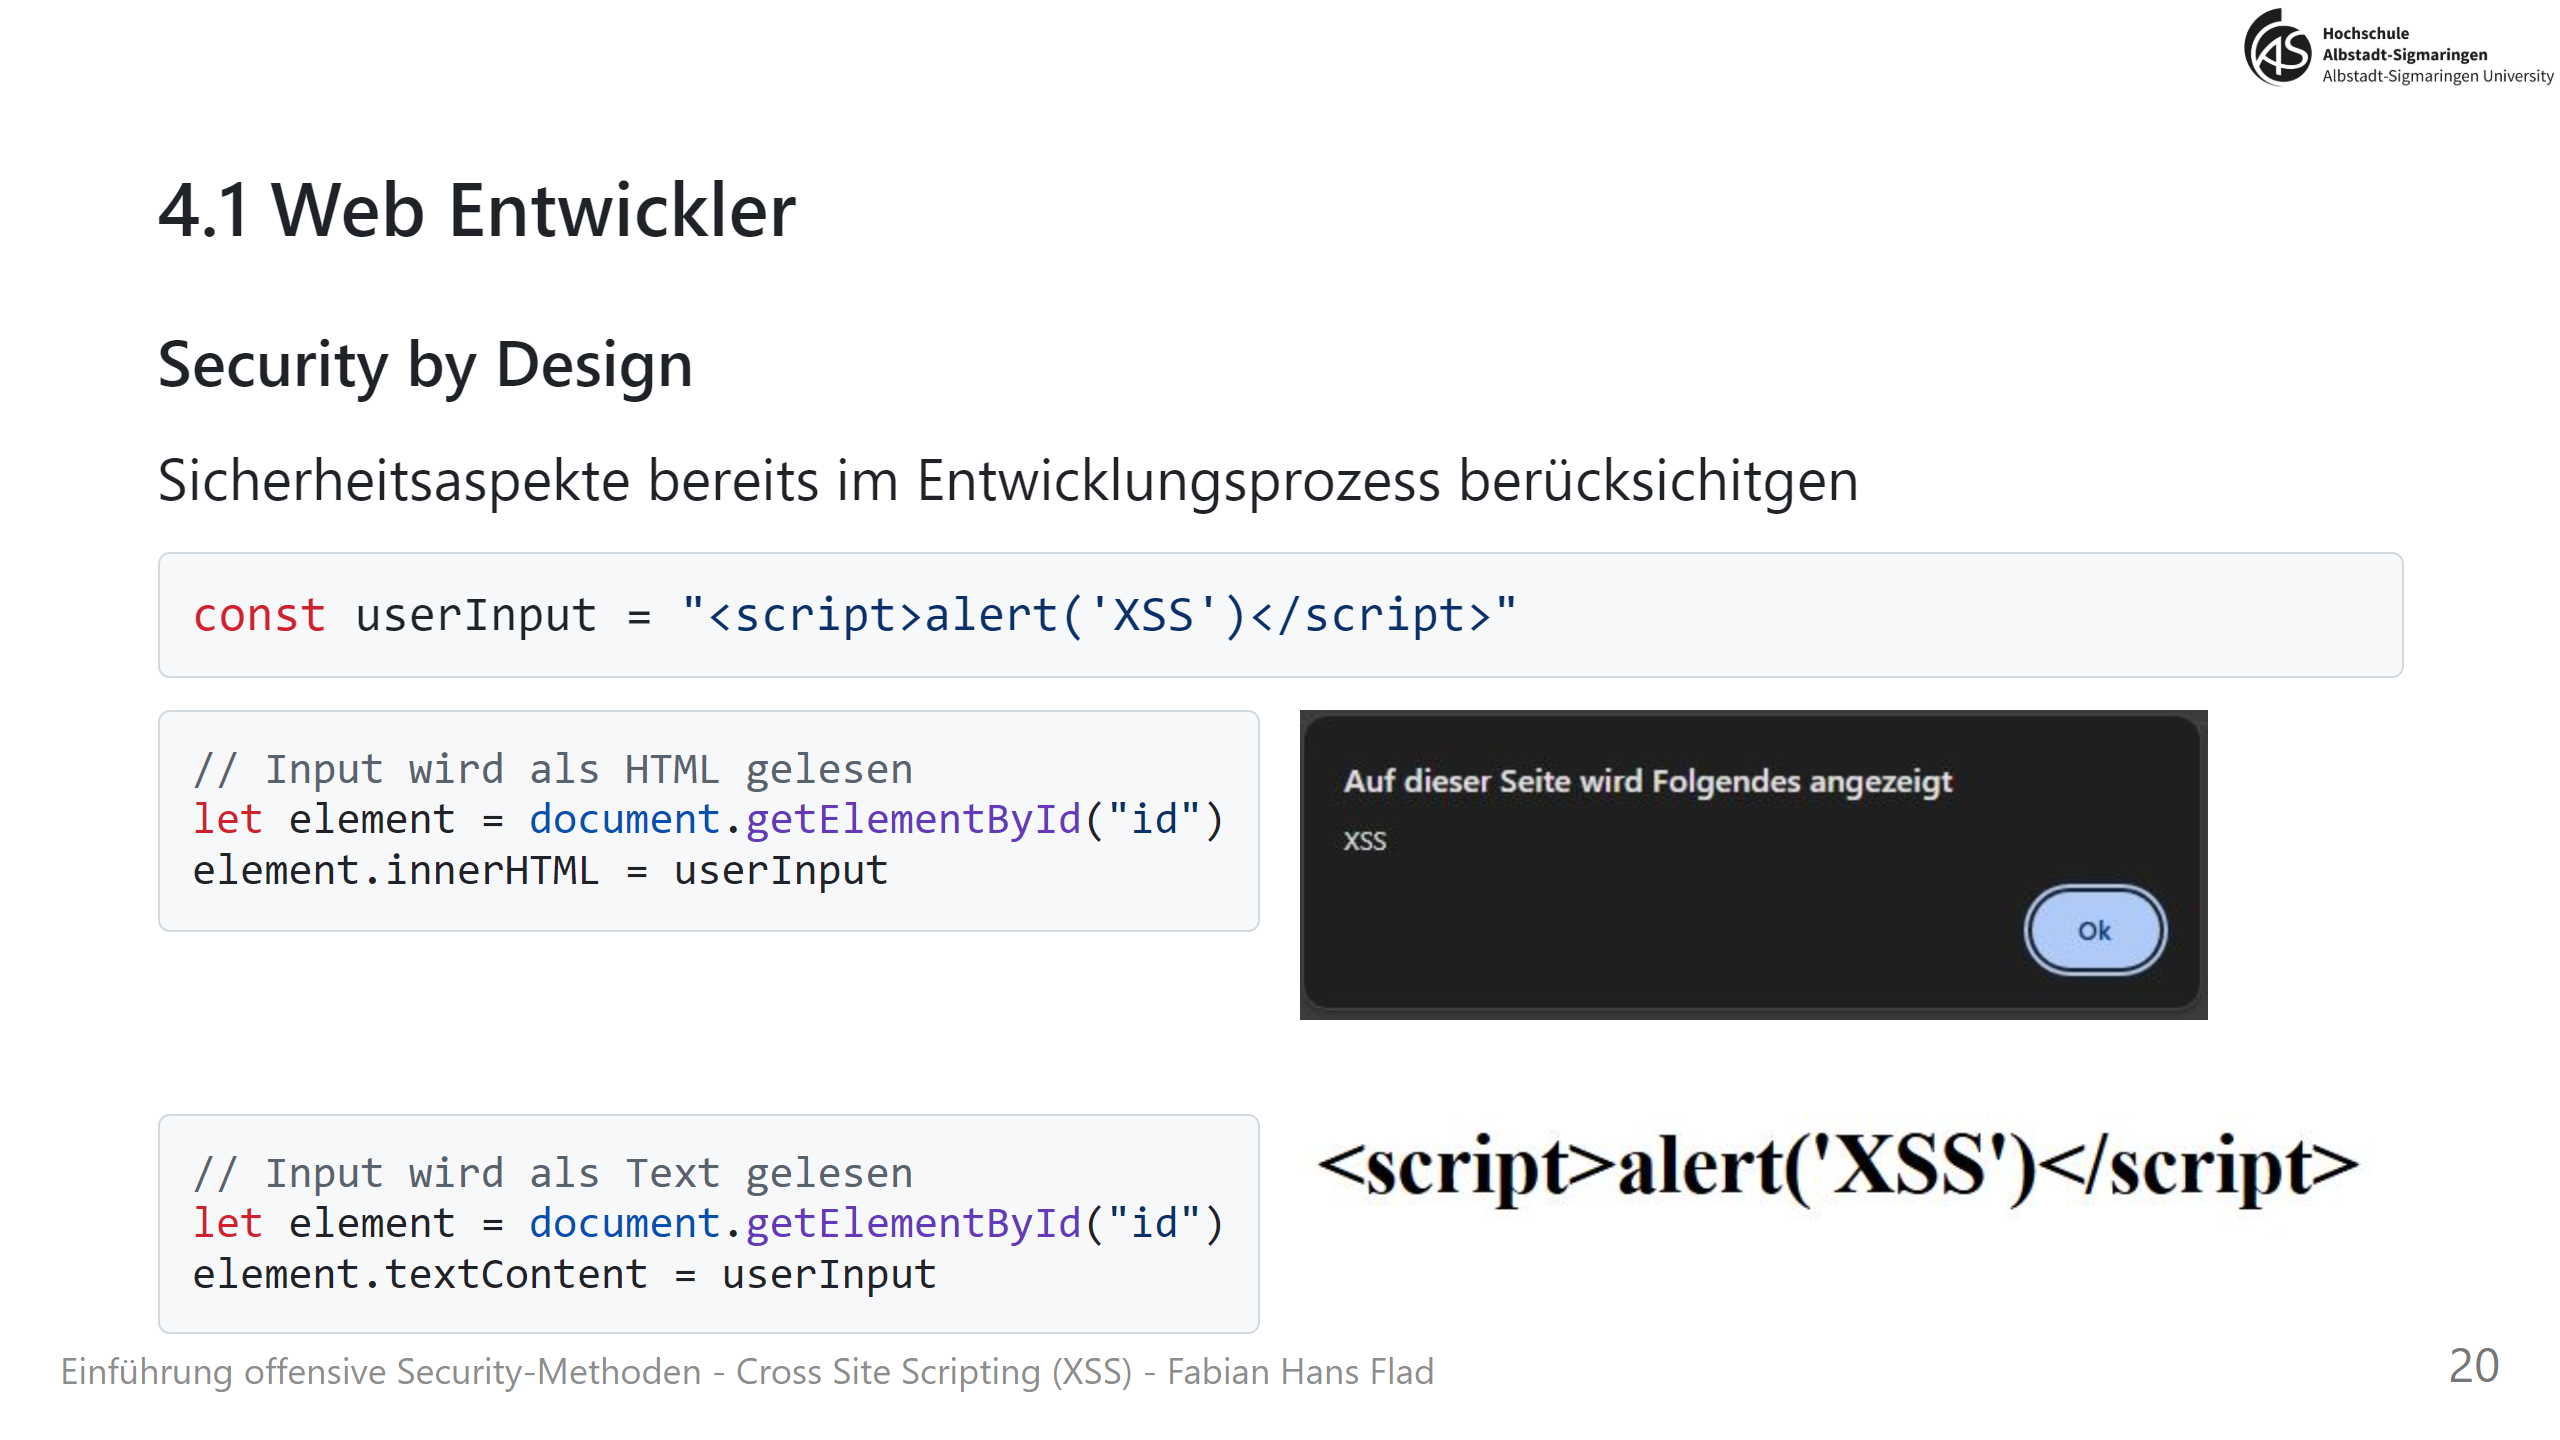 Hochschule
Albstadt-Sigmaringen
Albstadt-Sigmaringen University
4.1 Web Entwickler
Security by Design
Sicherheitsaspekte bereits im Entwicklungsprozess berücksichitgen
const userInput = "<script>alert('XSS')</script>"
// Input wird als HTML gelesen
let element = document.getElementById("id")
element.innerHTML = userInput
Auf dieser Seite wird Folgendes angezeigt
XSS
Ok
// Input wird als Text gelesen
let element = document.getElementById("id")
element.textContent = userInput
<script>alert('XSS')</script>
Einführung offensive Security-Methoden - Cross Site Scripting (XSS) - Fabian Hans Flad
20